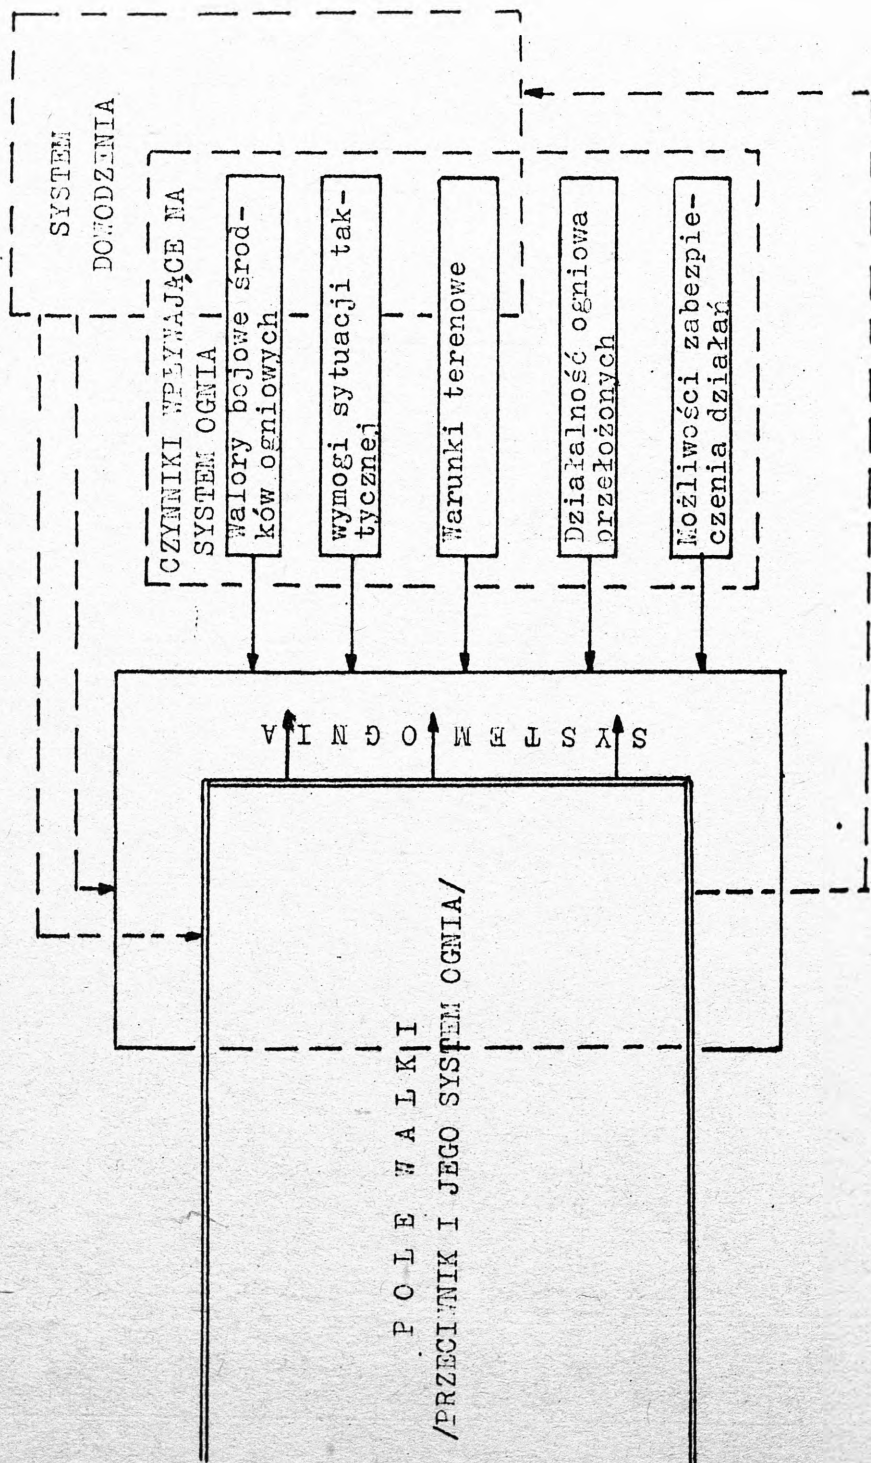 SYSTEM
DOWODZENIA
CZYNNIKI WPŁYWAJĄCE NA
SYSTEM OGNIA
Walory bojowe środ-
ków ogniowych
wymogi sytuacji tak-
tycznej
Warunki terenowe
Działalność ogniowa
przełożonych
Możliwości zabezpie-
czenia działań
S Y S T E M O G N I A
P O L E W A L K I
/PRZECIWNIK I JEGO SYSTEM OGNIA/